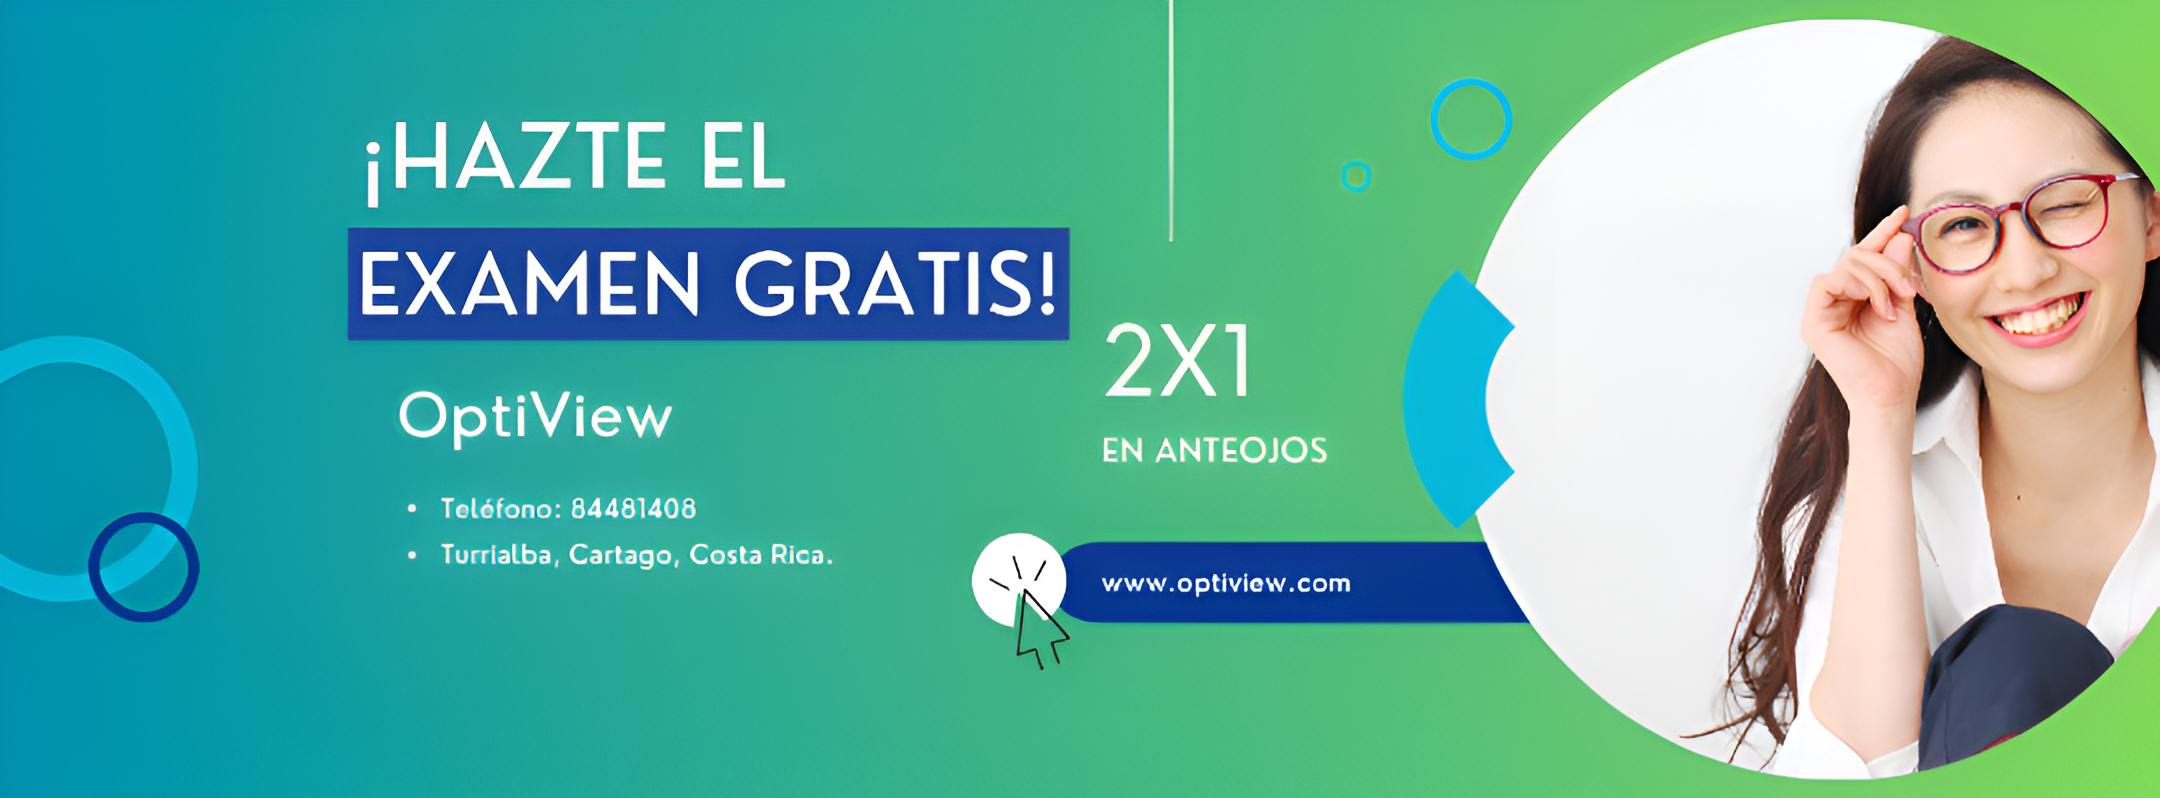 ¡HAZTE EL
EXAMEN GRATIS!
OptiView
• Teléfono: 84481408
• Turrialba, Cartago, Costa Rica.
2X1
EN ANTEOJOS
www.optiview.com